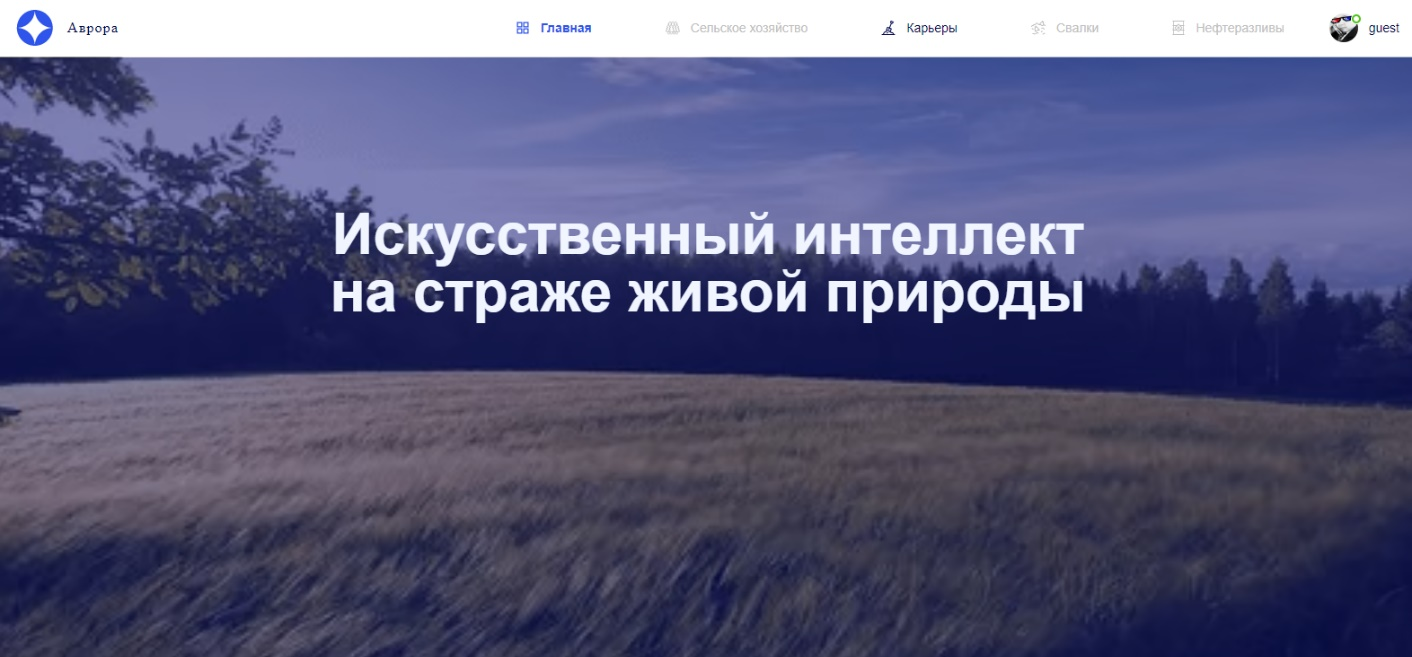 Аврора
Главная
Сельское хозяйство
Карьеры
Свалки
Нефтеразливы
guest
Искусственный интеллект
на страже живой природы